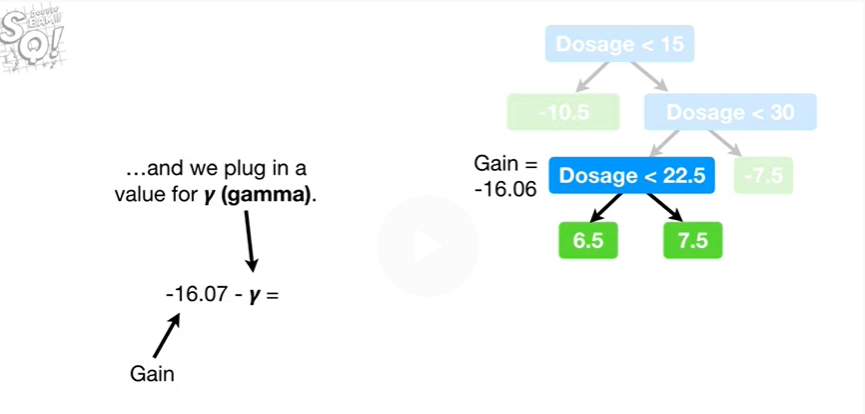 SQ!
Dosage < 15
-10.5
Dosage < 30
…and we plug in a
value for γ (gamma).
Gain =
-16.06
Dosage < 22.5
-7.5
6.5
7.5
-16.07 - γ =
Gain